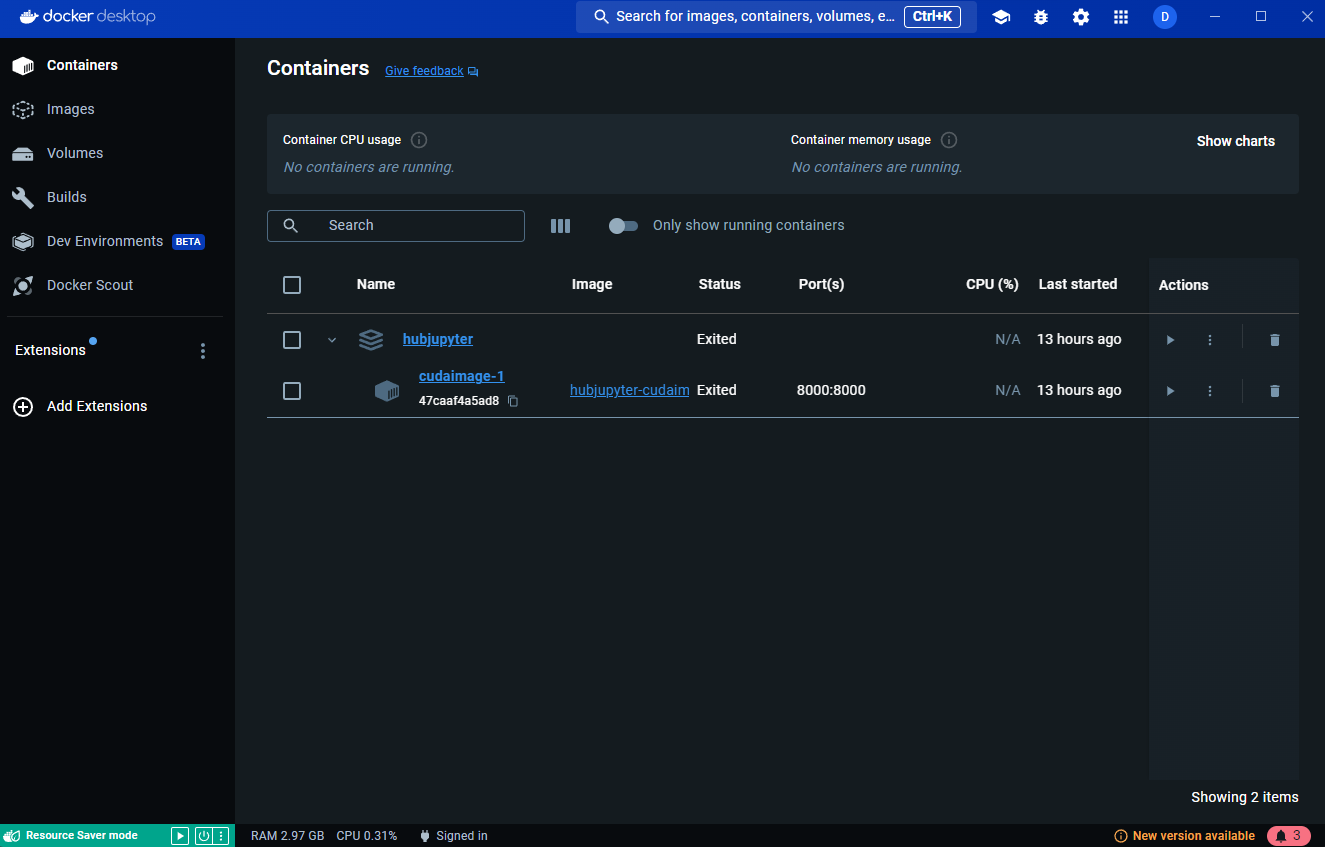 docker desktop
Search for images, containers, volumes, e... Ctrl+K
D
Containers
Images
Volumes
Builds
Dev Environments BETA
Docker Scout
Extensions
Add Extensions
Containers Give feedback
Container CPU usage
No containers are running.
Container memory usage
No containers are running.
Show charts
Search
Only show running containers
Name Image Status Port(s) CPU (%) Last started Actions
hubjupyter Exited N/A 13 hours ago
cudaimage-1
47caaf4a5ad8
hubjupyter-cudaim Exited 8000:8000 N/A 13 hours ago
Showing 2 items
Resource Saver mode
RAM 2.97 GB CPU 0.31% Signed in
New version available
3